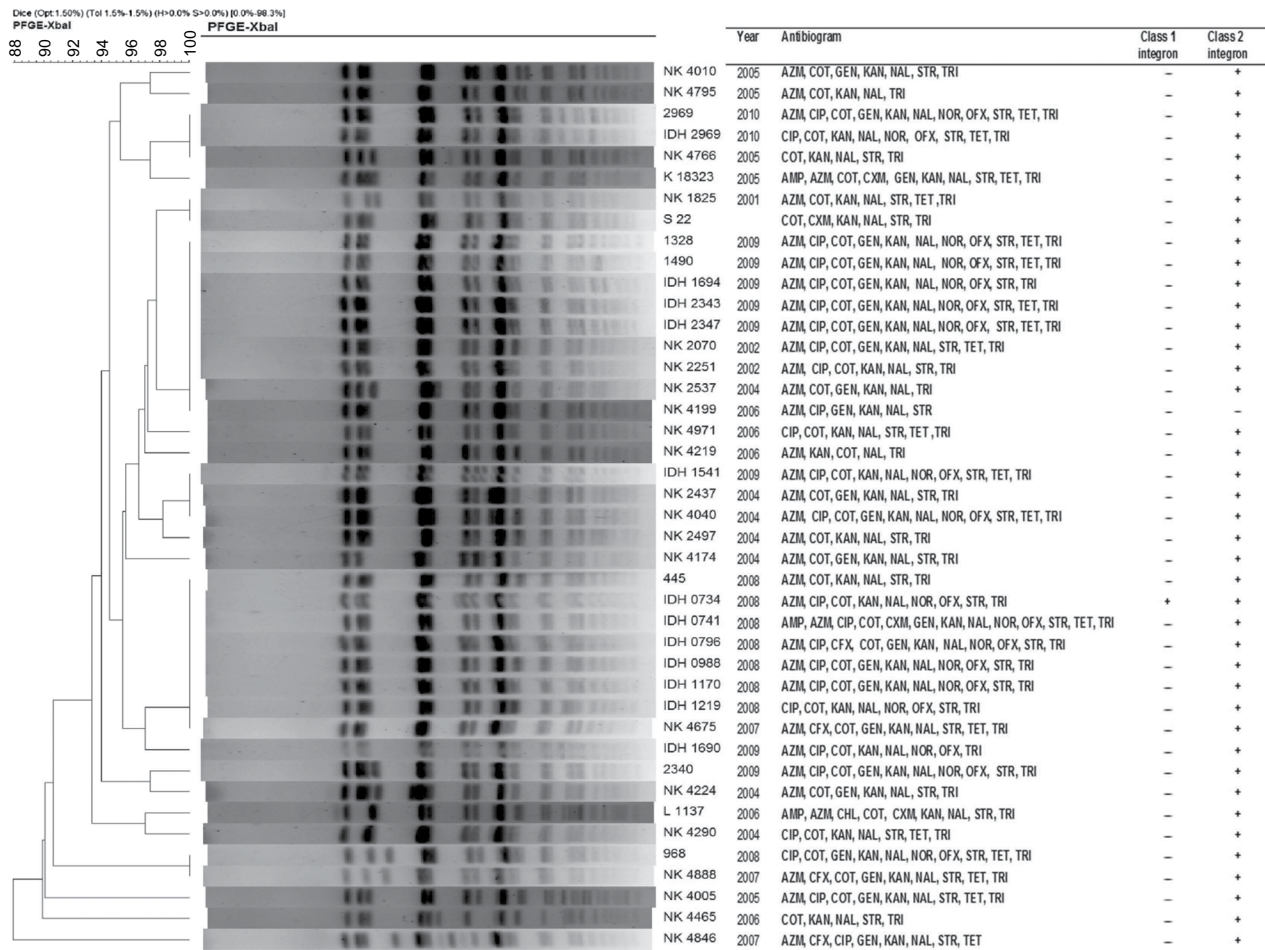 Dice (Opt:1.50%) (Tol 1.5%-1.5%) (H>0.0% S>0.0%) [0.0%-98.3%]
PFGE-XbaI PFGE-XbaI
88 90 92 94 96 98 100
Year Antibiogram Class 1 integron Class 2 integron
NK 4010 2005 AZM, COT, GEN, KAN, NAL, STR, TRI – +
NK 4795 2005 AZM, COT, KAN, NAL, TRI – +
2969 2010 AZM, CIP, COT, GEN, KAN, NAL, NOR, OFX, STR, TET, TRI – +
IDH 2969 2010 CIP, COT, KAN, NAL, NOR, OFX, STR, TET, TRI – +
NK 4766 2005 COT, KAN, NAL, STR, TRI – +
K 18323 2005 AMP, AZM, COT, CXM, GEN, KAN, NAL, STR, TET, TRI – +
NK 1825 2001 AZM, COT, KAN, NAL, STR, TET ,TRI – +
S 22 COT, CXM, KAN, NAL, STR, TRI – +
1328 2009 AZM, CIP, COT, GEN, KAN, NAL, NOR, OFX, STR, TET, TRI – +
1490 2009 AZM, CIP, COT, GEN, KAN, NAL, NOR, OFX, STR, TET, TRI – +
IDH 1694 2009 AZM, CIP, COT, GEN, KAN, NAL, NOR, OFX, STR, TRI – +
IDH 2343 2009 AZM, CIP, COT, GEN, KAN, NAL, NOR, OFX, STR, TET, TRI – +
IDH 2347 2009 AZM, CIP, COT, GEN, KAN, NAL, NOR, OFX, STR, TET, TRI – +
NK 2070 2002 AZM, CIP, COT, GEN, KAN, NAL, STR, TET, TRI – +
NK 2251 2002 AZM, CIP, COT, KAN, NAL, STR, TRI – +
NK 2537 2004 AZM, COT, GEN, KAN, NAL, TRI – +
NK 4199 2006 AZM, CIP, GEN, KAN, NAL, STR – –
NK 4971 2006 CIP, COT, KAN, NAL, STR, TET ,TRI – +
NK 4219 2006 AZM, KAN, COT, NAL, TRI – +
IDH 1541 2009 AZM, CIP, COT, KAN, NAL, NOR, OFX, STR, TET, TRI – +
NK 2437 2004 AZM, COT, GEN, KAN, NAL, STR, TRI – +
NK 4040 2004 AZM, CIP, COT, GEN, KAN, NAL, NOR, OFX, STR, TET, TRI – +
NK 2497 2004 AZM, COT, KAN, NAL, STR, TRI – +
NK 4174 2004 AZM, COT, GEN, KAN, NAL, STR, TRI – +
445 2008 AZM, COT, KAN, NAL, STR, TRI – +
IDH 0734 2008 AZM, CIP, COT, KAN, NAL, NOR, OFX, STR, TRI + +
IDH 0741 2008 AMP, AZM, CIP, COT, CXM, GEN, KAN, NAL, NOR, OFX, STR, TET, TRI – +
IDH 0796 2008 AZM, CIP, CFX, COT, GEN, KAN, NAL, NOR, OFX, STR, TRI – +
IDH 0988 2008 AZM, CIP, COT, GEN, KAN, NAL, NOR, OFX, STR, TRI – +
IDH 1170 2008 AZM, CIP, COT, GEN, KAN, NAL, NOR, OFX, STR, TRI – +
IDH 1219 2008 CIP, COT, KAN, NAL, NOR, OFX, STR, TRI – +
NK 4675 2007 AZM, CFX, COT, GEN, KAN, NAL, STR, TET, TRI – +
IDH 1690 2009 AZM, CIP, COT, KAN, NAL, NOR, OFX, TRI – +
2340 2009 AZM, CIP, COT, GEN, KAN, NAL, NOR, OFX, STR, TRI – +
NK 4224 2004 AZM, COT, GEN, KAN, NAL, STR, TRI – +
L 1137 2006 AMP, AZM, CHL, COT, CXM, KAN, NAL, STR, TRI – +
NK 4290 2004 CIP, COT, KAN, NAL, STR, TET, TRI – +
968 2008 CIP, COT, GEN, KAN, NAL, NOR, OFX, STR, TET, TRI – +
NK 4888 2007 AZM, CFX, COT, GEN, KAN, NAL, STR, TET, TRI – +
NK 4005 2005 AZM, CIP, COT, GEN, KAN, NAL, STR, TET, TRI – +
NK 4465 2006 COT, KAN, NAL, STR, TRI – +
NK 4846 2007 AZM, CFX, CIP, GEN, KAN, NAL, STR, TET – +